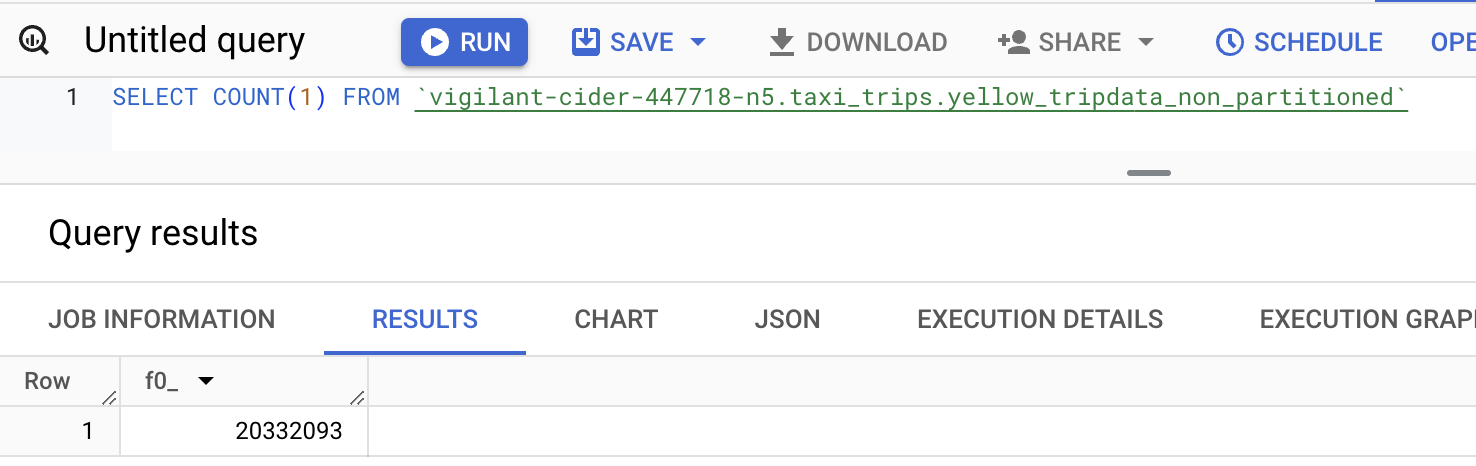 Untitled query RUN SAVE DOWNLOAD SHARE SCHEDULE OPE
1 SELECT COUNT(1) FROM `vigilant-cider-447718-n5.taxi_trips.yellow_tripdata_non_partitioned`
Query results
JOB INFORMATION RESULTS CHART JSON EXECUTION DETAILS EXECUTION GRAPH
Row f0_
1 20332093